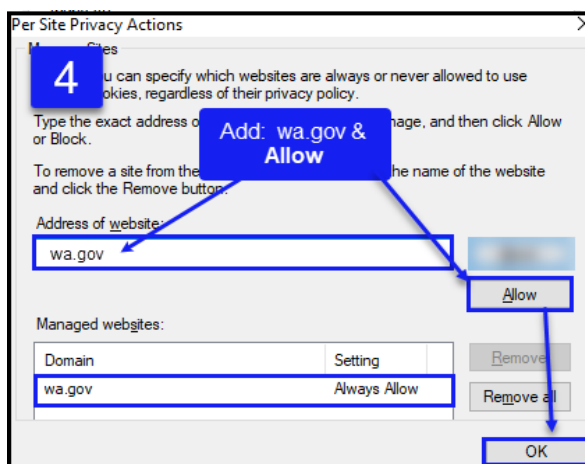 Per Site Privacy Actions
Sites
4
u can specify which websites are always or never allowed to use
okies, regardless of their privacy policy.
Type the exact address o nage, and then click Allow
or Block.
Add: wa.gov &
Allow
To remove a site from the he name of the website
and click the Remove button.
Address of website:
wa.gov
Allow
Managed websites:
Domain Setting
Remove
wa.gov Always Allow
Remove all
OK